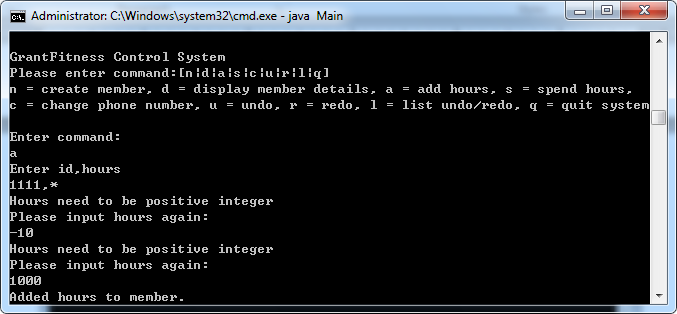 Administrator: C:\Windows\system32\cmd.exe - java Main
GrantFitness Control System
Please enter command:[n|d|a|s|c|u|r|l|q]
n = create member, d = display member details, a = add hours, s = spend hours,
c = change phone number, u = undo, r = redo, l = list undo/redo, q = quit system
Enter command:
a
Enter id,hours
1111,*
Hours need to be positive integer
Please input hours again:
-10
Hours need to be positive integer
Please input hours again:
1000
Added hours to member.